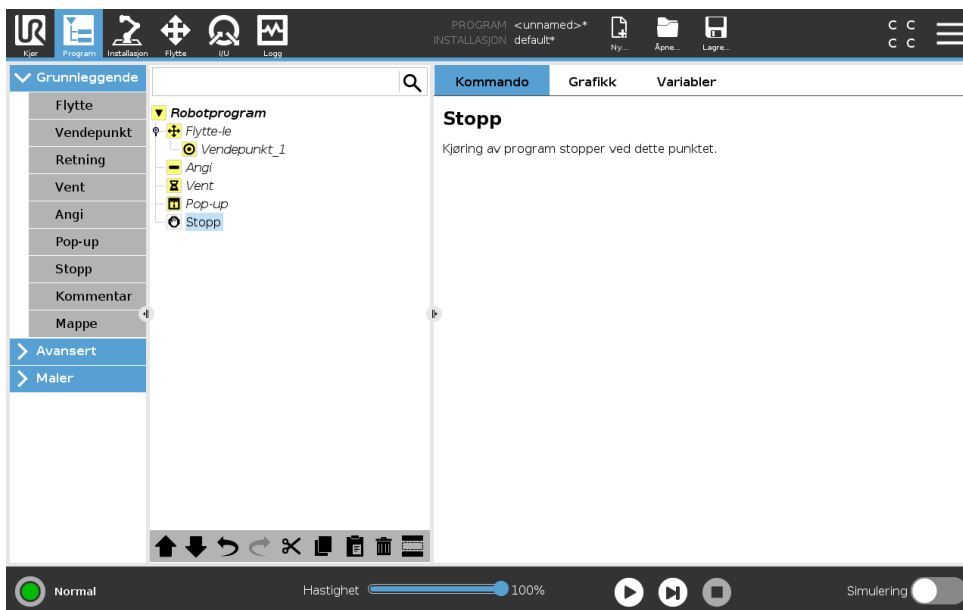 UR
Kjør
Program
Installasjon
Flytte
I/U
Logg
PROGRAM <unnamed>*
INSTALLASJON default*
Ny...
Åpne...
Lagre...
C C
C C
Grunnleggende
Flytte
Vendepunkt
Retning
Vent
Angi
Pop-up
Stopp
Kommentar
Mappe
Avansert
Maler
Robotprogram
Flytte-le
Vendepunkt_1
Angi
Vent
Pop-up
Stopp
Kommando
Grafikk
Variabler
Stopp
Kjøring av program stopper ved dette punktet.
Normal
Hastighet
100%
Simulering